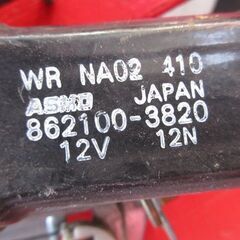 WR NA02 410
ASMO JAPAN
862100-3820
12V 12N